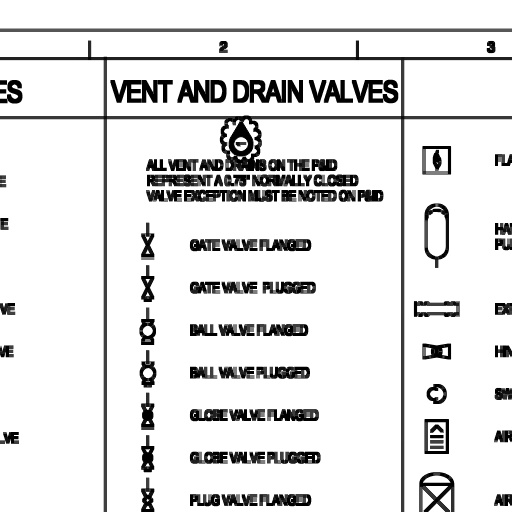 2
3
ES
VENT AND DRAIN VALVES
ALL VENT AND DRAINS ON THE P&ID
REPRESENT A 0.75" NORMALLY CLOSED
VALVE EXCEPTION MUST BE NOTED ON P&ID
GATE VALVE FLANGED
GATE VALVE PLUGGED
BALL VALVE FLANGED
BALL VALVE PLUGGED
GLOBE VALVE FLANGED
GLOBE VALVE PLUGGED
PLUG VALVE FLANGED
E
E
VE
VE
LVE
FLA
HA
PU
EX
HIN
SW
AIR
AIR